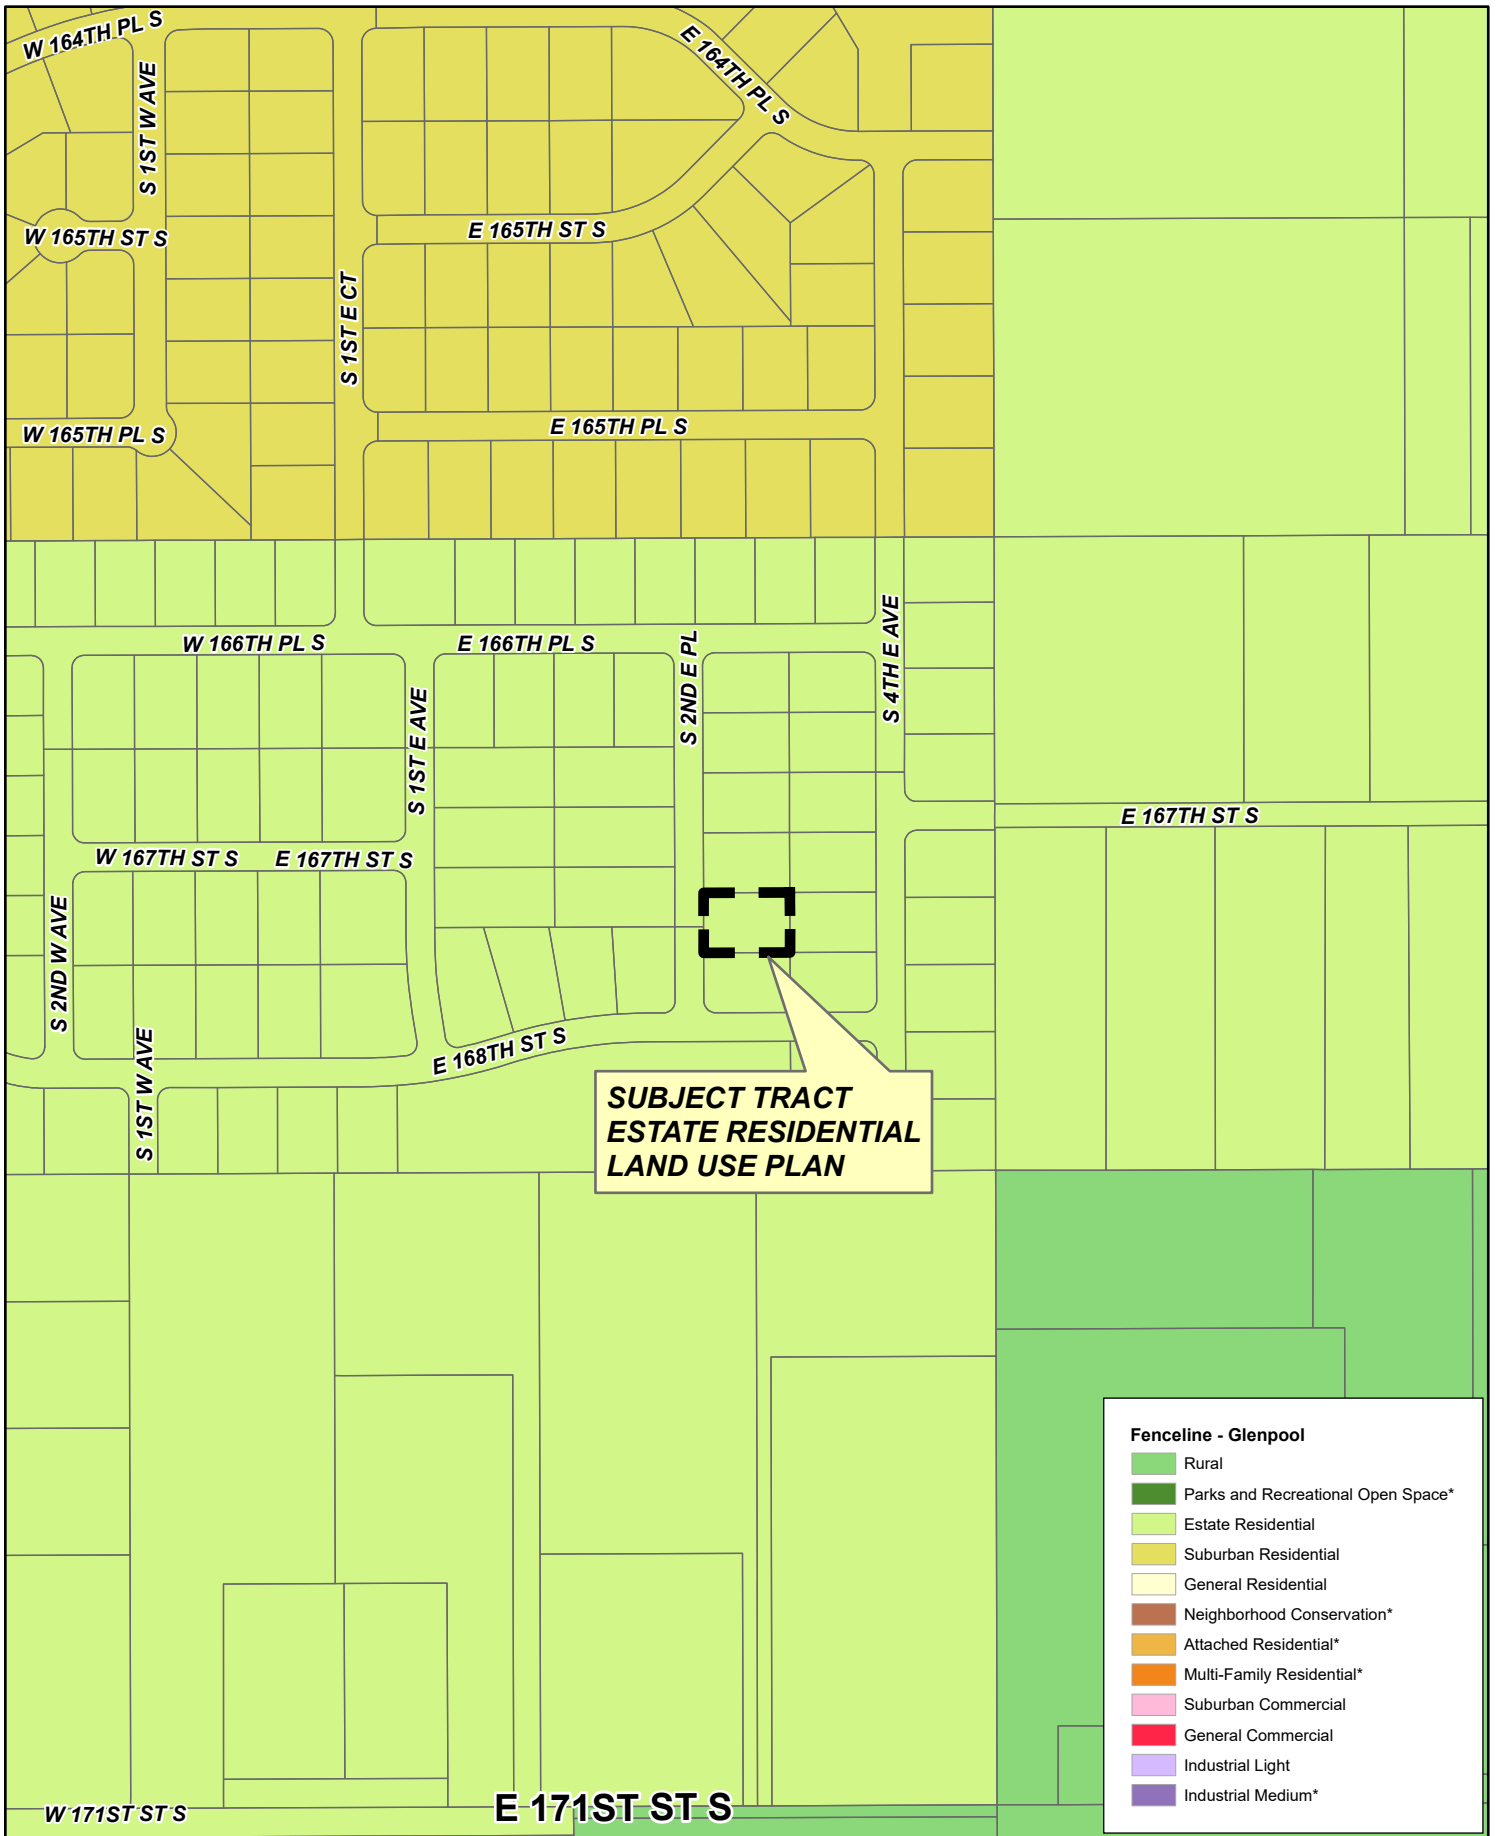 W 164TH PL S
E 164TH PL S
S 1ST W AVE
W 165TH ST S
E 165TH ST S
S 1ST E CT
W 165TH PL S
E 165TH PL S
W 166TH PL S
E 166TH PL S
S 2ND E PL
S 4TH E AVE
S 1ST E AVE
E 167TH ST S
W 167TH ST S
E 167TH ST S
S 2ND W AVE
E 168TH ST S
S 1ST W AVE
SUBJECT TRACT
ESTATE RESIDENTIAL
LAND USE PLAN
Fenceline - Glenpool
Rural
Parks and Recreational Open Space*
Estate Residential
Suburban Residential
General Residential
Neighborhood Conservation*
Attached Residential*
Multi-Family Residential*
Suburban Commercial
General Commercial
Industrial Light
Industrial Medium*
W 171ST ST S
E 171ST ST S